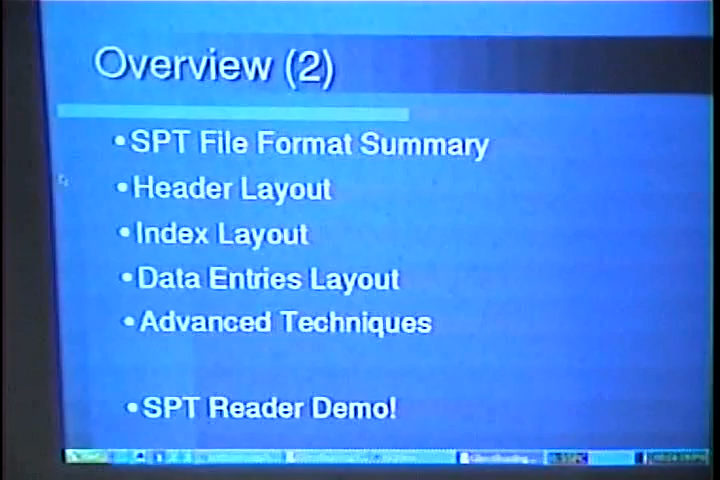 Overview (2)
•SPT File Format Summary
•Header Layout
•Index Layout
•Data Entries Layout
•Advanced Techniques
•SPT Reader Demo!